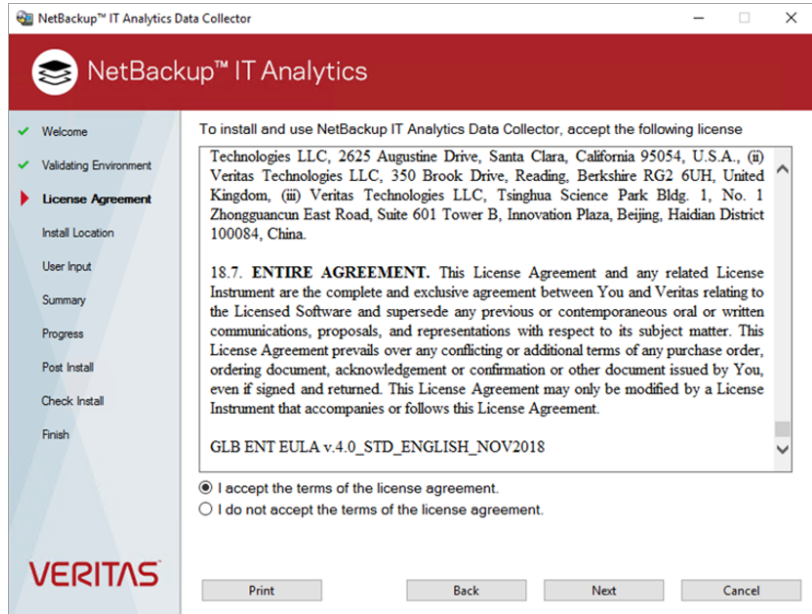 NetBackup™ IT Analytics Data Collector
NetBackup™ IT Analytics
Welcome
Validating Environment
License Agreement
Install Location
User Input
Summary
Progress
Post Install
Check Install
Finish
VERITAS
To install and use NetBackup IT Analytics Data Collector, accept the following license
Technologies LLC, 2625 Augustine Drive, Santa Clara, California 95054, U.S.A., (ii)
Veritas Technologies LLC, 350 Brook Drive, Reading, Berkshire RG2 6UH, United
Kingdom, (iii) Veritas Technologies LLC, Tsinghua Science Park Bldg. 1, No. 1
Zhongguancun East Road, Suite 601 Tower B, Innovation Plaza, Beijing, Haidian District
100084, China.
18.7. ENTIRE AGREEMENT. This License Agreement and any related License
Instrument are the complete and exclusive agreement between You and Veritas relating to
the Licensed Software and supersede any previous or contemporaneous oral or written
communications, proposals, and representations with respect to its subject matter. This
License Agreement prevails over any conflicting or additional terms of any purchase order,
ordering document, acknowledgement or confirmation or other document issued by You,
even if signed and returned. This License Agreement may only be modified by a License
Instrument that accompanies or follows this License Agreement.
GLB ENT EULA v.4.0_STD_ENGLISH_NOV2018
I accept the terms of the license agreement.
I do not accept the terms of the license agreement.
Print
Back
Next
Cancel